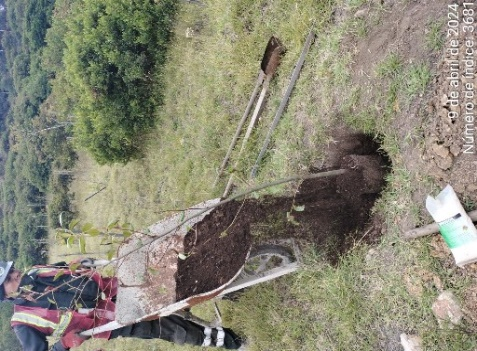 9 de abril de 2024
Número de índice: 3681